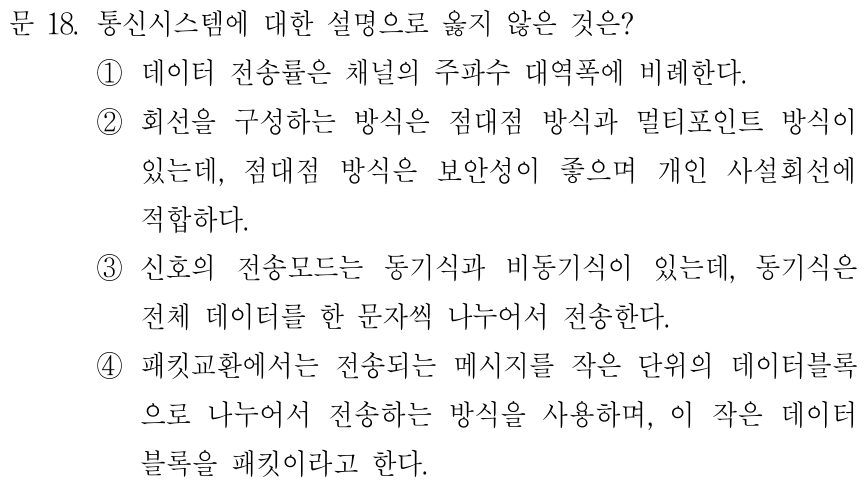 문 18. 통신시스템에 대한 설명으로 옳지 않은 것은?
① 데이터 전송률은 채널의 주파수 대역폭에 비례한다.
② 회선을 구성하는 방식은 점대점 방식과 멀티포인트 방식이
있는데, 점대점 방식은 보안성이 좋으며 개인 사설회선에
적합하다.
③ 신호의 전송모드는 동기식과 비동기식이 있는데, 동기식은
전체 데이터를 한 문자씩 나누어서 전송한다.
④ 패킷교환에서는 전송되는 메시지를 작은 단위의 데이터블록
으로 나누어서 전송하는 방식을 사용하며, 이 작은 데이터
블록을 패킷이라고 한다.